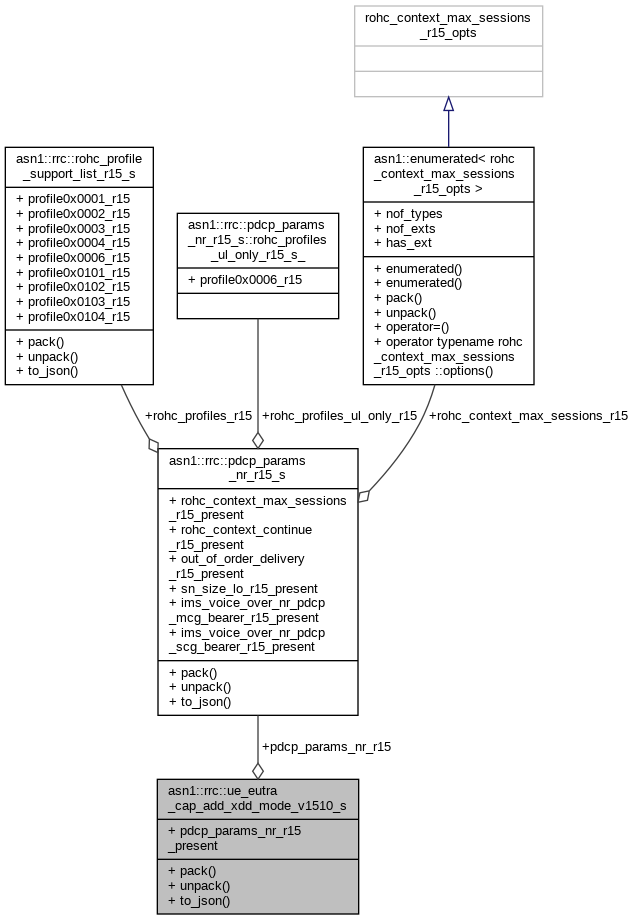 rohc_context_max_sessions
_r15_opts
asn1::rrc::rohc_profile
_support_list_r15_s
+ profile0x0001_r15
+ profile0x0002_r15
+ profile0x0003_r15
+ profile0x0004_r15
+ profile0x0006_r15
+ profile0x0101_r15
+ profile0x0102_r15
+ profile0x0103_r15
+ profile0x0104_r15
+ pack()
+ unpack()
+ to_json()
asn1::rrc::pdcp_params
_nr_r15_s::rohc_profiles
_ul_only_r15_s_
+ profile0x0006_r15
asn1::enumerated< rohc
_context_max_sessions
_r15_opts >
+ nof_types
+ nof_exts
+ has_ext
+ enumerated()
+ enumerated()
+ pack()
+ unpack()
+ operator=()
+ operator typename rohc
_context_max_sessions
_r15_opts ::options()
+rohc_profiles_r15
+rohc_profiles_ul_only_r15
+rohc_context_max_sessions_r15
asn1::rrc::pdcp_params
_nr_r15_s
+ rohc_context_max_sessions
_r15_present
+ rohc_context_continue
_r15_present
+ out_of_order_delivery
_r15_present
+ sn_size_lo_r15_present
+ ims_voice_over_nr_pdcp
_mcg_bearer_r15_present
+ ims_voice_over_nr_pdcp
_scg_bearer_r15_present
+ pack()
+ unpack()
+ to_json()
+pdcp_params_nr_r15
asn1::rrc::ue_eutra
_cap_add_xdd_mode_v1510_s
+ pdcp_params_nr_r15
_present
+ pack()
+ unpack()
+ to_json()